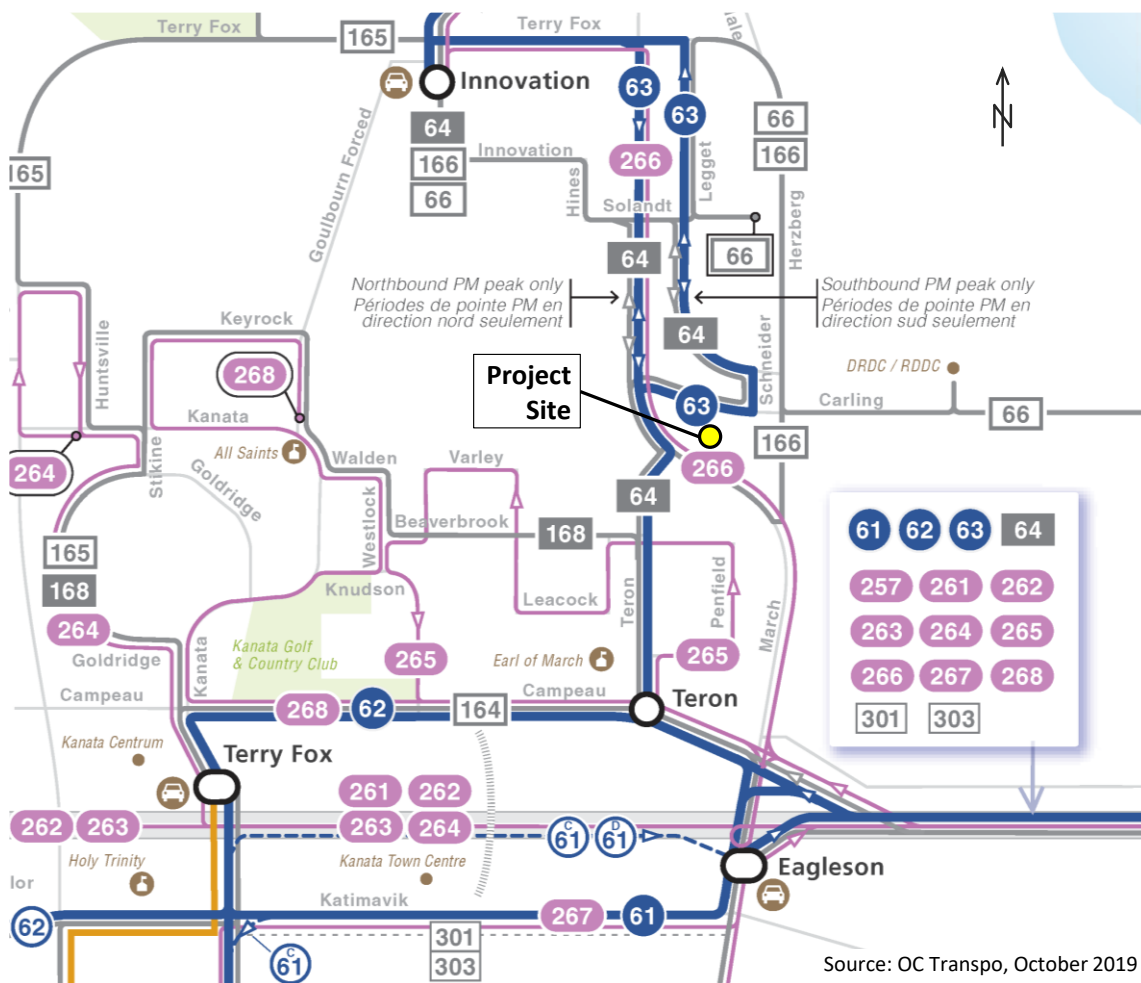 Terry Fox
Terry Fox
165
Innovation
63
63
64
166
66
Innovation
266
66
166
165
Goulbourn Forced
Hines
Solandt
Legget
Herzberg
66
64
Northbound PM peak only
Périodes de pointe PM en
direction nord seulement
Southbound PM peak only
Périodes de pointe PM en
direction sud seulement
64
Keyrock
Huntsville
268
Kanata
Project
Site
63
Schneider
DRDC / RDDC
Carling
66
264
Stikine
All Saints
Goldridge
Walden
Varley
266
166
64
Westlock
Beaverbrook
168
165
168
264
Knudson
Leacock
Teron
Penfield
March
61
62
63
64
257
261
262
263
264
265
266
267
268
301
303
Goldridge
Kanata
Kanata Golf
& Country Club
265
Earl of March
265
Campeau
268
62
164
Campeau
Teron
Kanata Centrum
Terry Fox
261
262
262
263
263
264
C
61
D
61
Holy Trinity
Kanata Town Centre
Eagleson
lor
Katimavik
62
267
61
C
61
301
303
N
Source: OC Transpo, October 2019